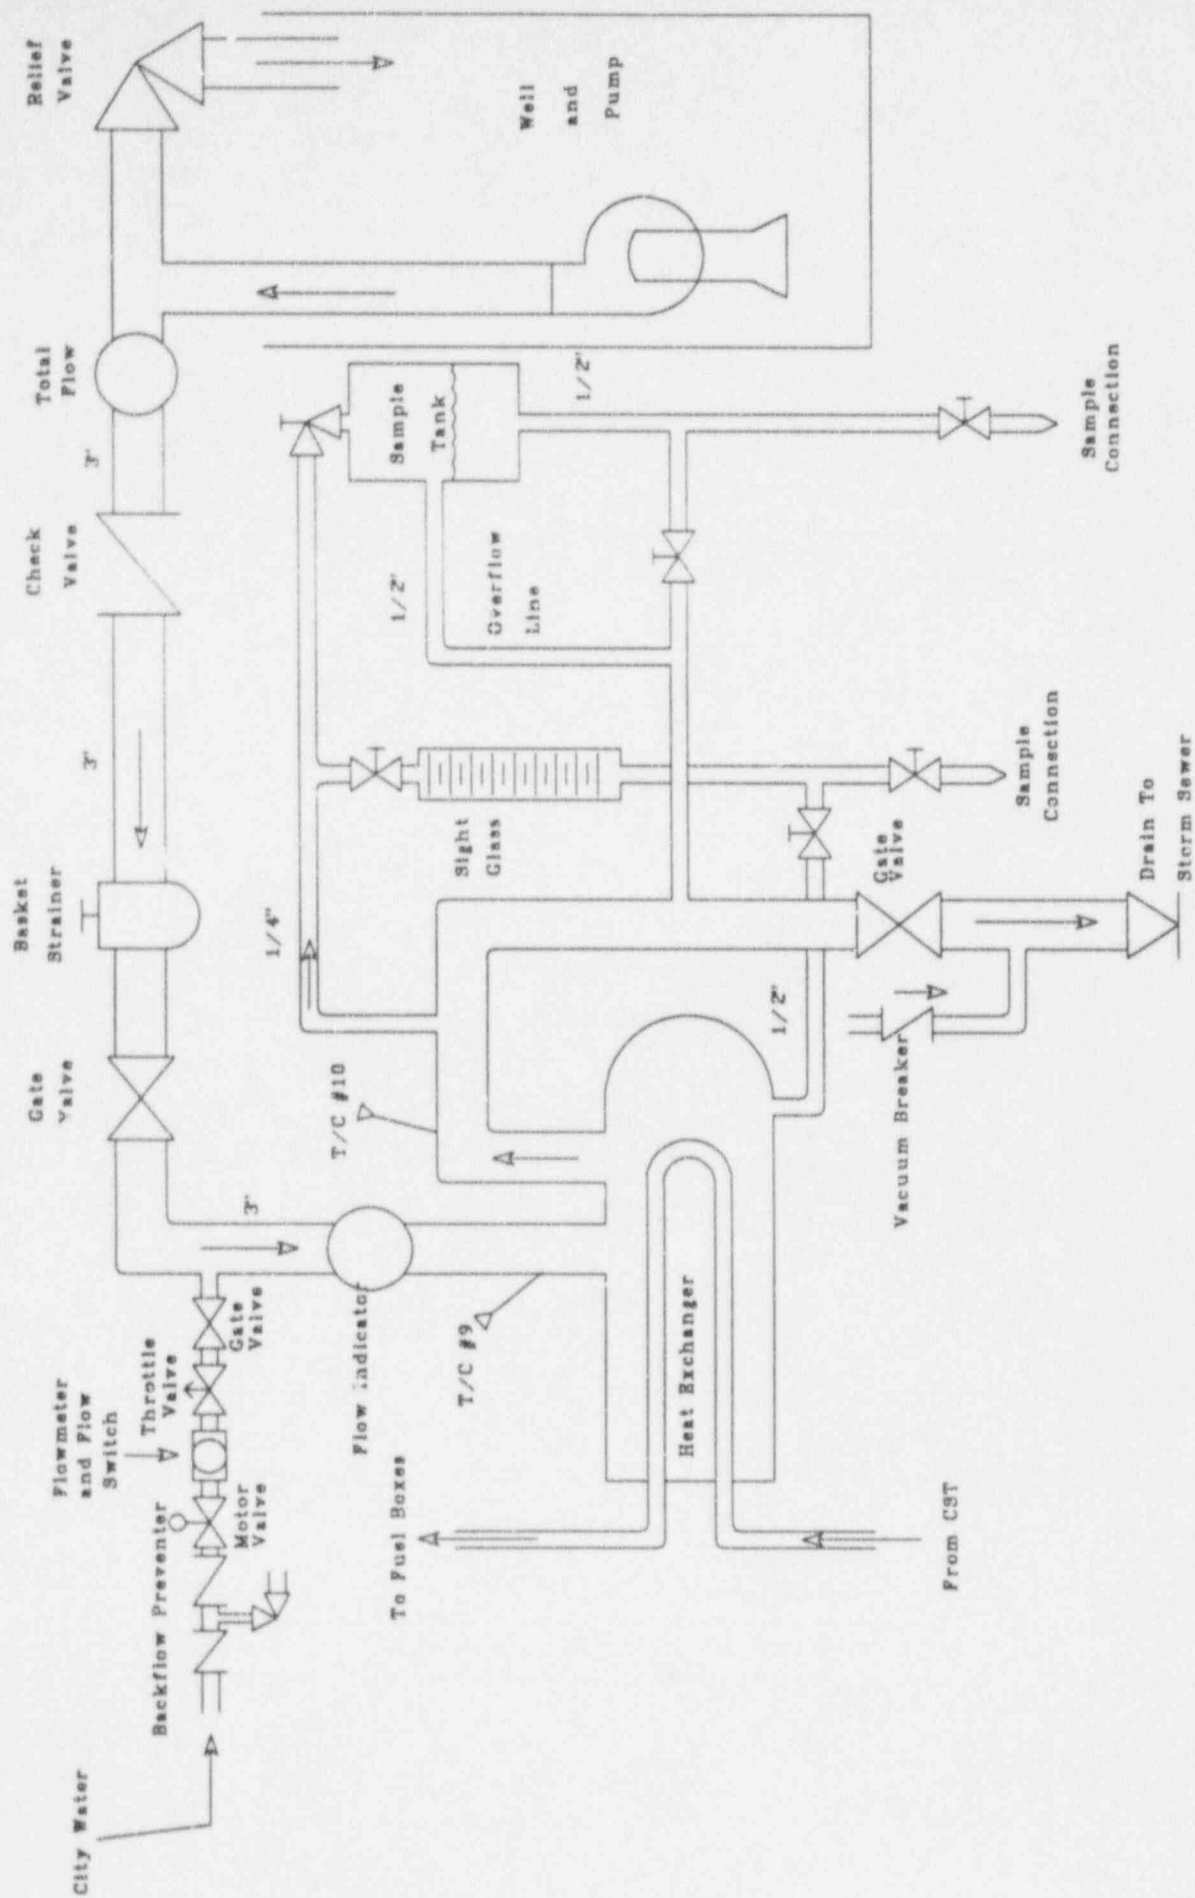 Relief
Valve
Well
and
Pump
Total
Flow
3"
Check
Valve
3"
Basket
Strainer
Gate
Valve
3"
Sample
Tank
1/2"
1/2"
Overflow
Line
Sample
Connection
Sight
Glass
1/4"
Sample
Connection
Gate
Valve
Drain To
Storm Sewer
1/2"
Vacuum Breaker
T/C #10
T/C #9
Flow Indicator
Heat Exchanger
Gate
Valve
Throttle
Valve
Flowmeter
and Flow
Switch
Motor
Valve
Backflow Preventer
City Water
To Fuel Boxes
From CST